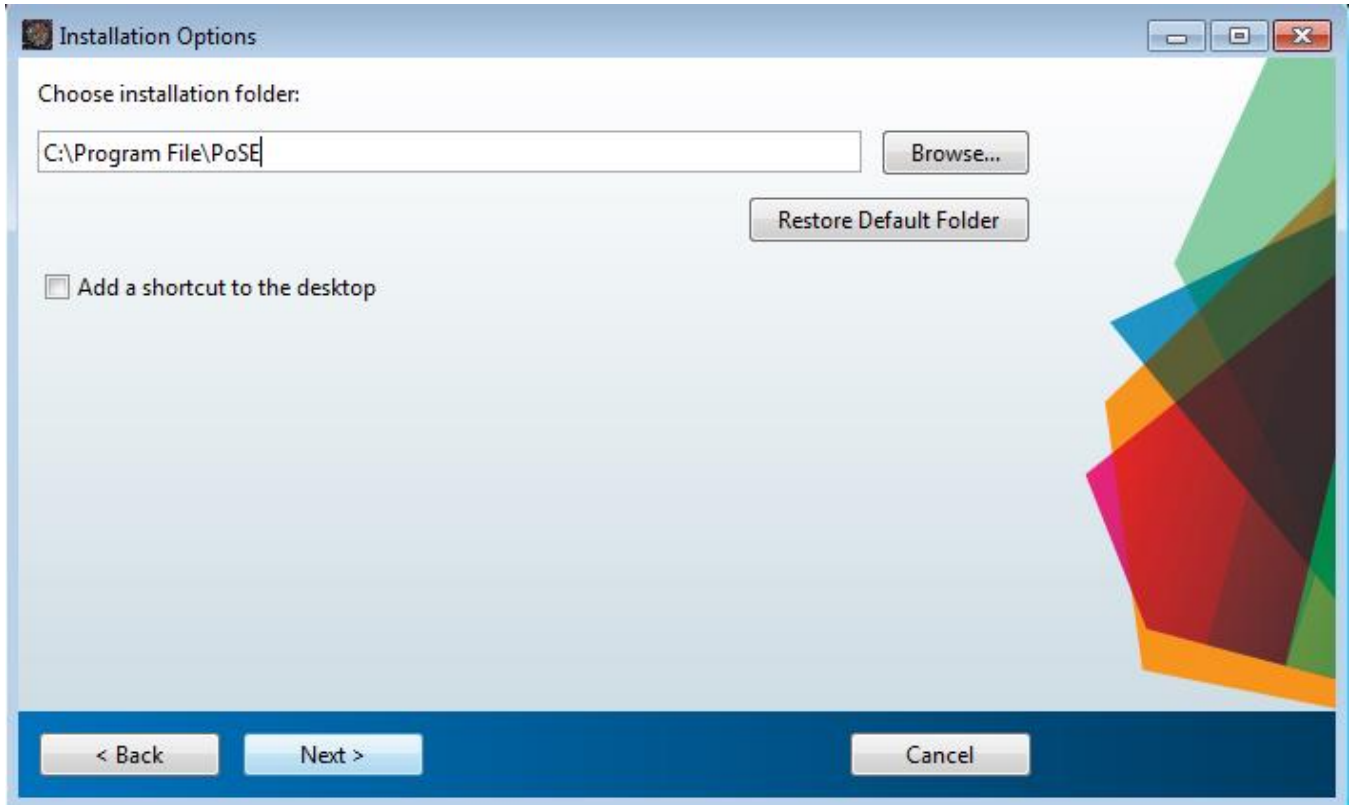 Installation Options
Choose installation folder:
C:\Program File\PoSE
Browse...
Restore Default Folder
Add a shortcut to the desktop
< Back
Next >
Cancel